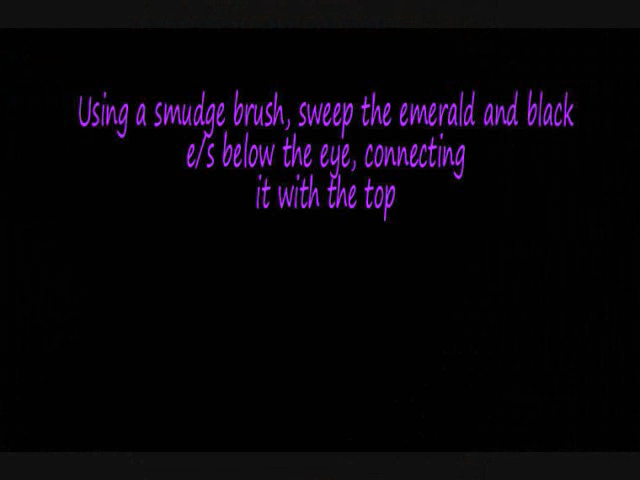 Using a smudge brush, sweep the emerald and black
e/s below the eye, connecting
it with the top